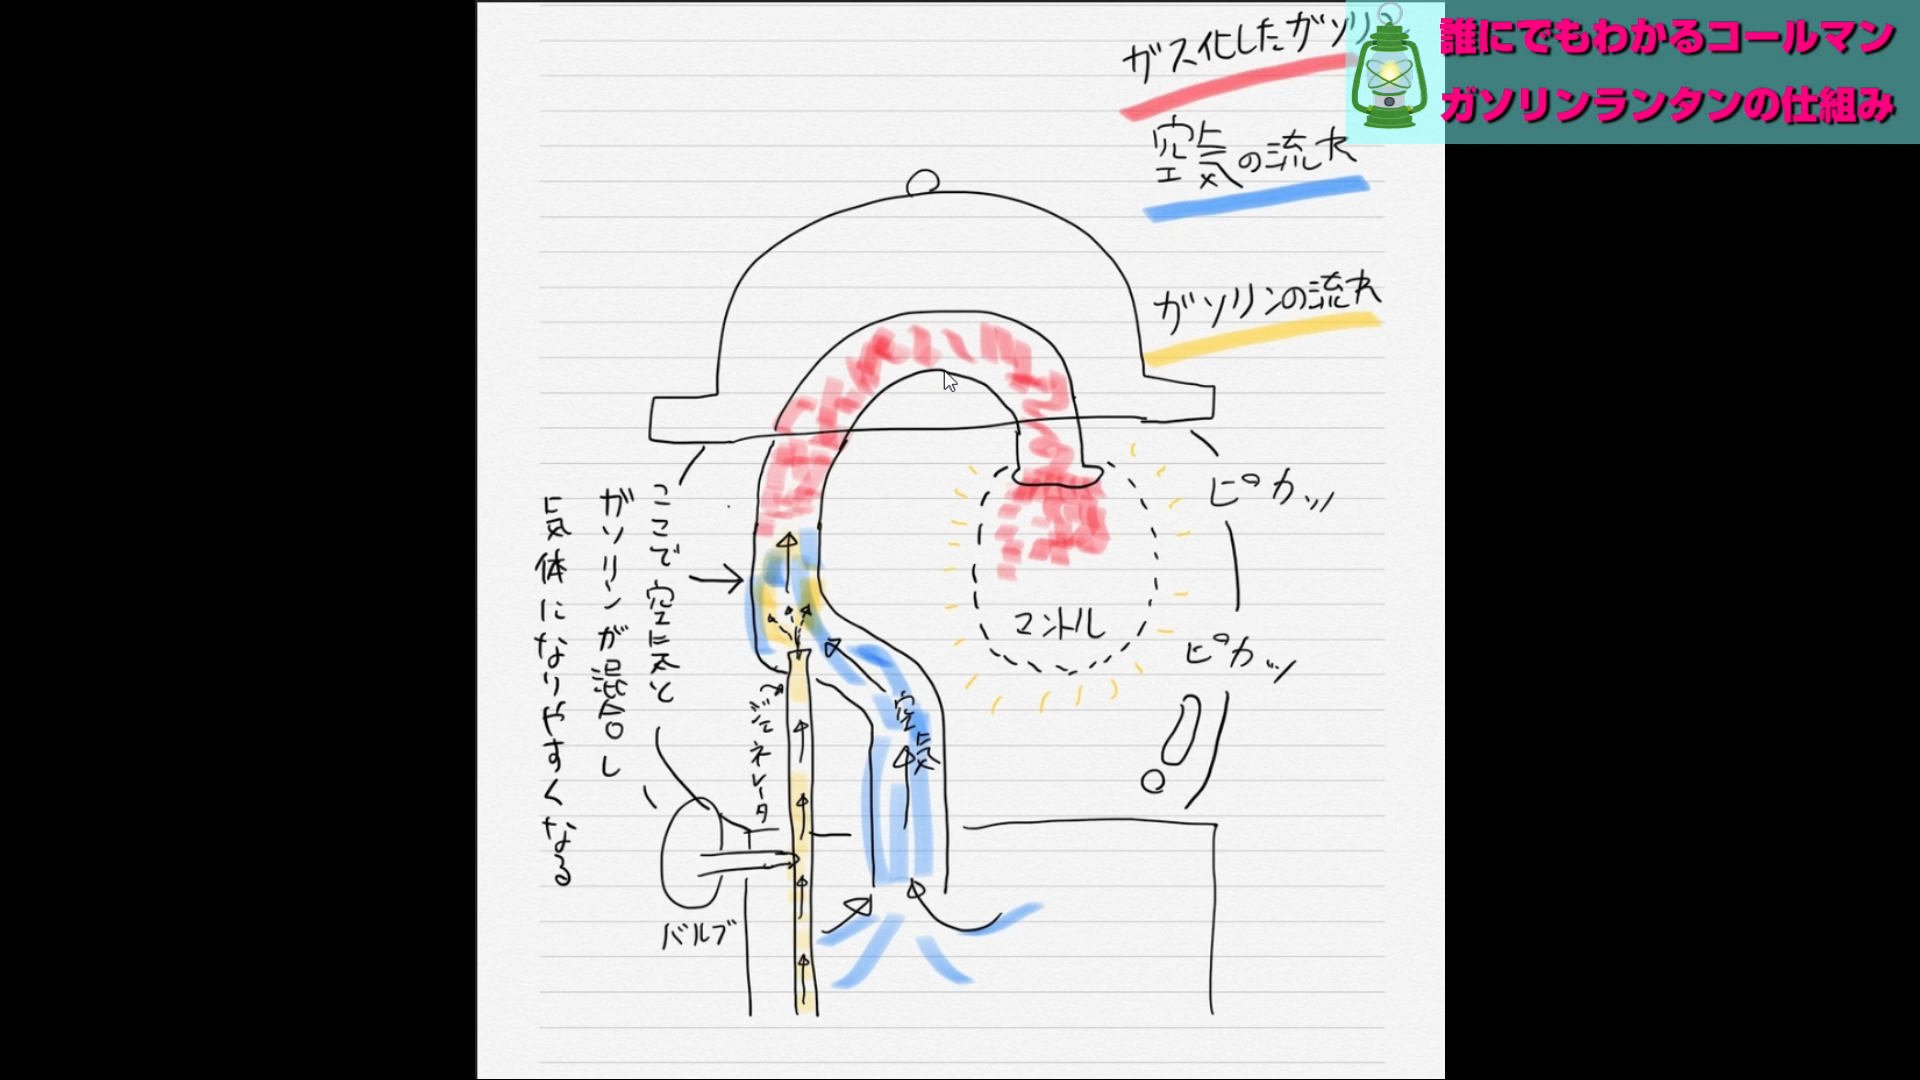 誰にでもわかるコールマン
ガソリンランタンの仕組み
ガス化したガソリ
空気の流れ
ガソリンの流れ
ピカッ
ピカッ
マントル
ここで空気と
ガソリンが混合し
気体になりやすくなる
ジェネレータ
空気
バルブ